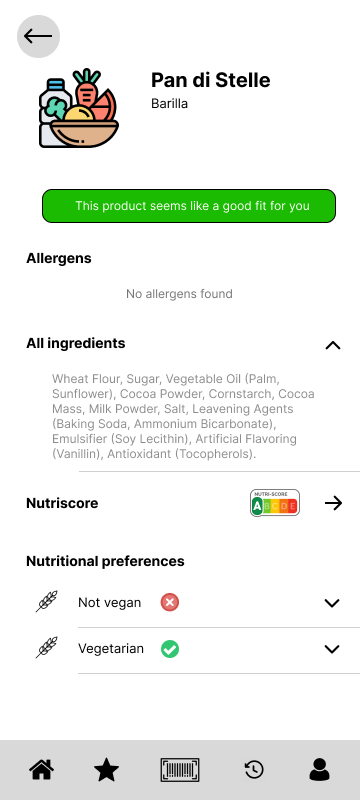 Pan di Stelle
Barilla
This product seems like a good fit for you
Allergens
No allergens found
All ingredients
Wheat Flour, Sugar, Vegetable Oil (Palm,
Sunflower), Cocoa Powder, Cornstarch, Cocoa
Mass, Milk Powder, Salt, Leavening Agents
(Baking Soda, Ammonium Bicarbonate),
Emulsifier (Soy Lecithin), Artificial Flavoring
(Vanillin), Antioxidant (Tocopherols).
Nutriscore
NUTRI-SCORE
A B C D E
Nutritional preferences
Not vegan
Vegetarian